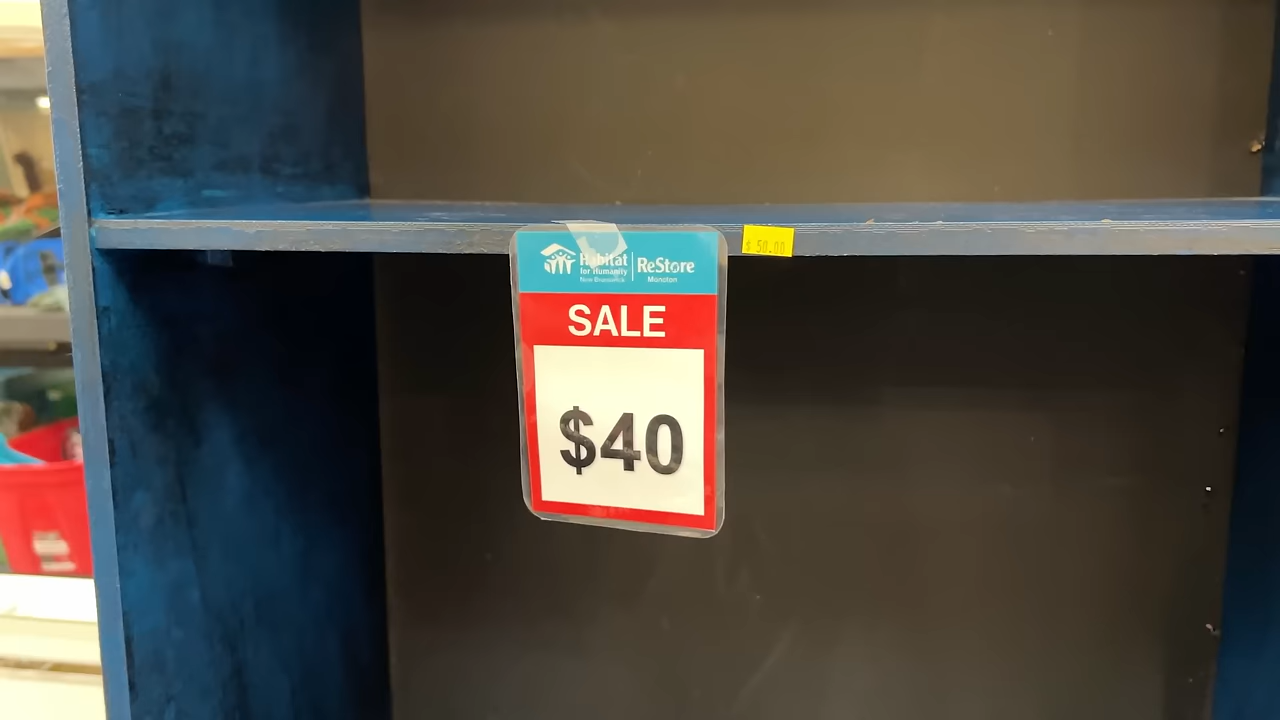 Habitat
for Humanity
New Brunswick
ReStore
Moncton
SALE
$40
$ 50.00